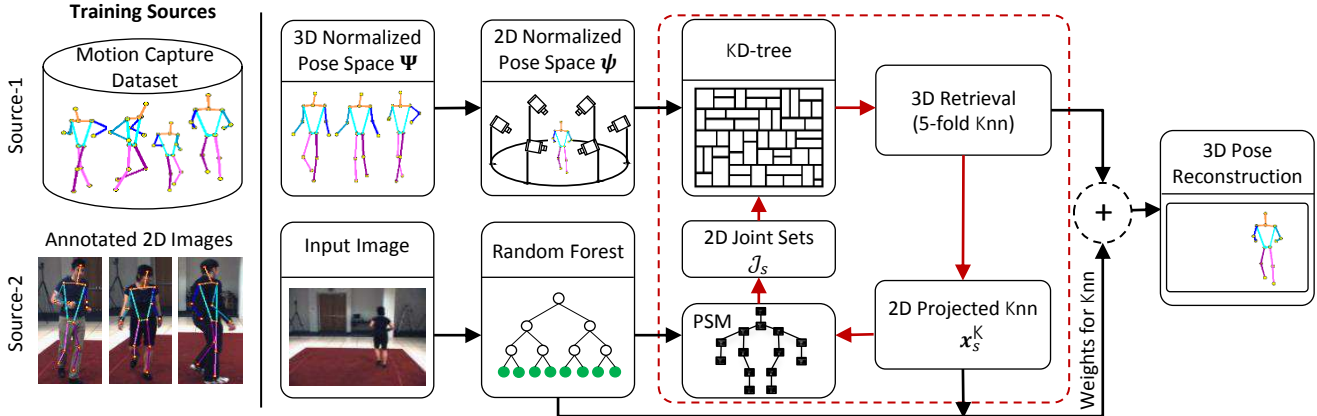 Training Sources
Source-1
Motion Capture
Dataset
Source-2
Annotated 2D Images
3D Normalized
Pose Space Ψ
2D Normalized
Pose Space ψ
KD-tree
3D Retrieval
(5-fold Knn)
3D Pose
Reconstruction
+
Input Image
Random Forest
2D Joint Sets
𝒥s
PSM
2D Projected Knn
xsK
Weights for Knn